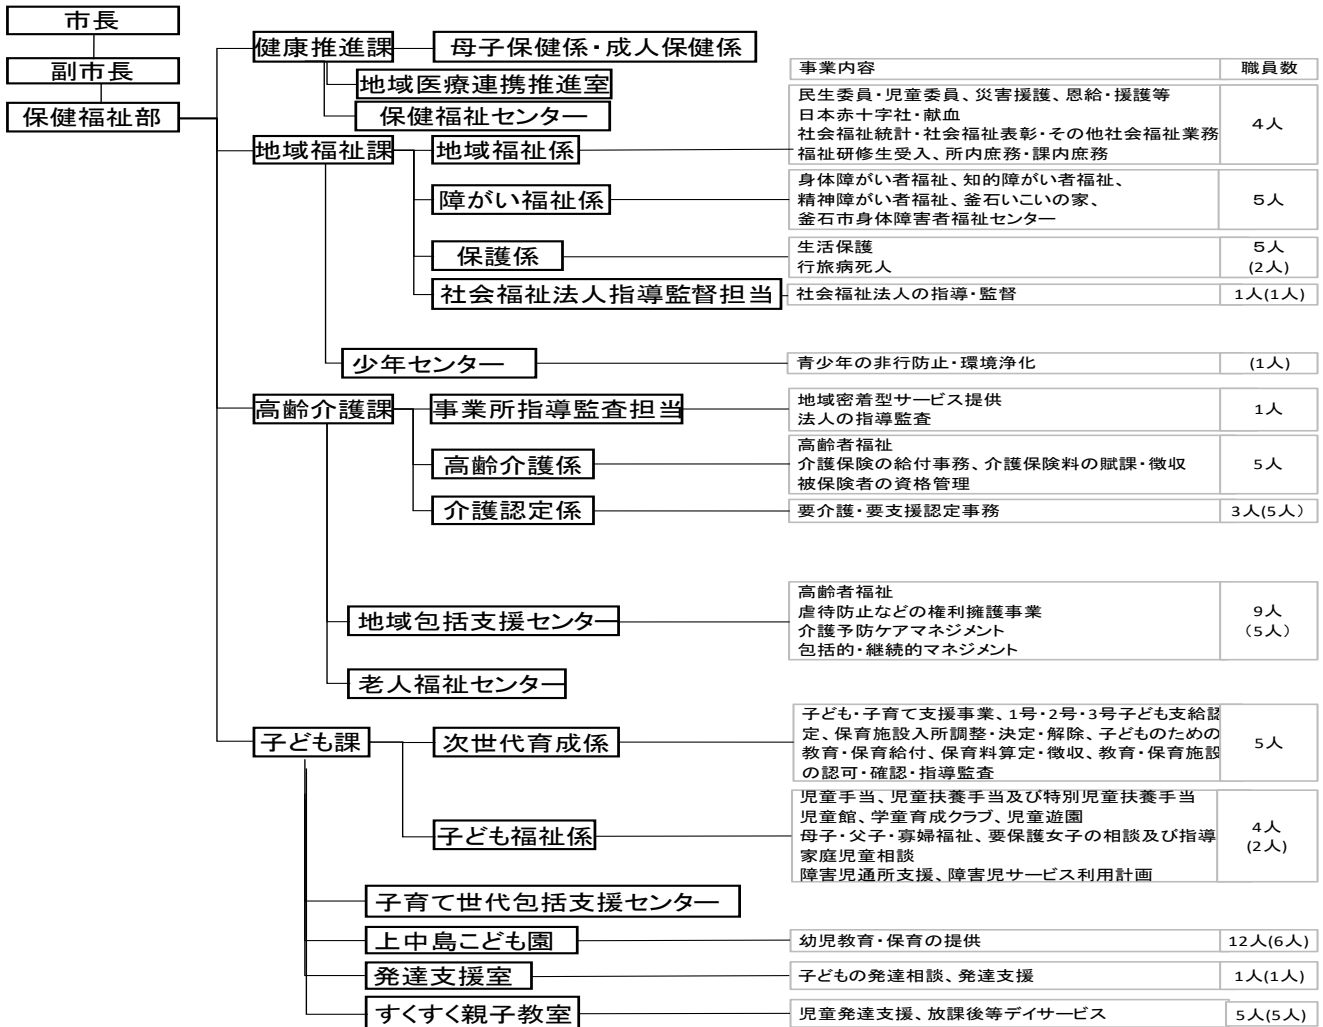 市長
副市長
保健福祉部
健康推進課
母子保健係・成人保健係
地域医療連携推進室
保健福祉センター
事業内容
職員数
地域福祉課
地域福祉係
民生委員・児童委員、災害援護、恩給・援護等
日本赤十字社・献血
社会福祉統計・社会福祉表彰・その他社会福祉業務
福祉研修生受入、所内庶務・課内庶務
4人
障がい福祉係
身体障がい者福祉、知的障がい者福祉、
精神障がい者福祉、釜石いこいの家、
釜石市身体障害者福祉センター
5人
保護係
生活保護
行旅病死人
5人
(2人)
社会福祉法人指導監督担当
社会福祉法人の指導・監督
1人(1人)
少年センター
青少年の非行防止・環境浄化
(1人)
高齢介護課
事業所指導監査担当
地域密着型サービス提供
法人の指導監査
1人
高齢介護係
高齢者福祉
介護保険の給付事務、介護保険料の賦課・徴収
被保険者の資格管理
5人
介護認定係
要介護・要支援認定事務
3人(5人)
地域包括支援センター
高齢者福祉
虐待防止などの権利擁護事業
介護予防ケアマネジメント
包括的・継続的マネジメント
9人
(5人)
老人福祉センター
子ども課
次世代育成係
子ども・子育て支援事業、1号・2号・3号子ども支給認
定、保育施設入所調整・決定・解除、子どものための
教育・保育給付、保育料算定・徴収、教育・保育施設
の認可・確認・指導監査
5人
子ども福祉係
児童手当、児童扶養手当及び特別児童扶養手当
児童館、学童育成クラブ、児童遊園
母子・父子・寡婦福祉、要保護女子の相談及び指導
家庭児童相談
障害児通所支援、障害児サービス利用計画
4人
(2人)
子育て世代包括支援センター
上中島こども園
幼児教育・保育の提供
12人(6人)
発達支援室
子どもの発達相談、発達支援
1人(1人)
すくすく親子教室
児童発達支援、放課後等デイサービス
5人(5人)